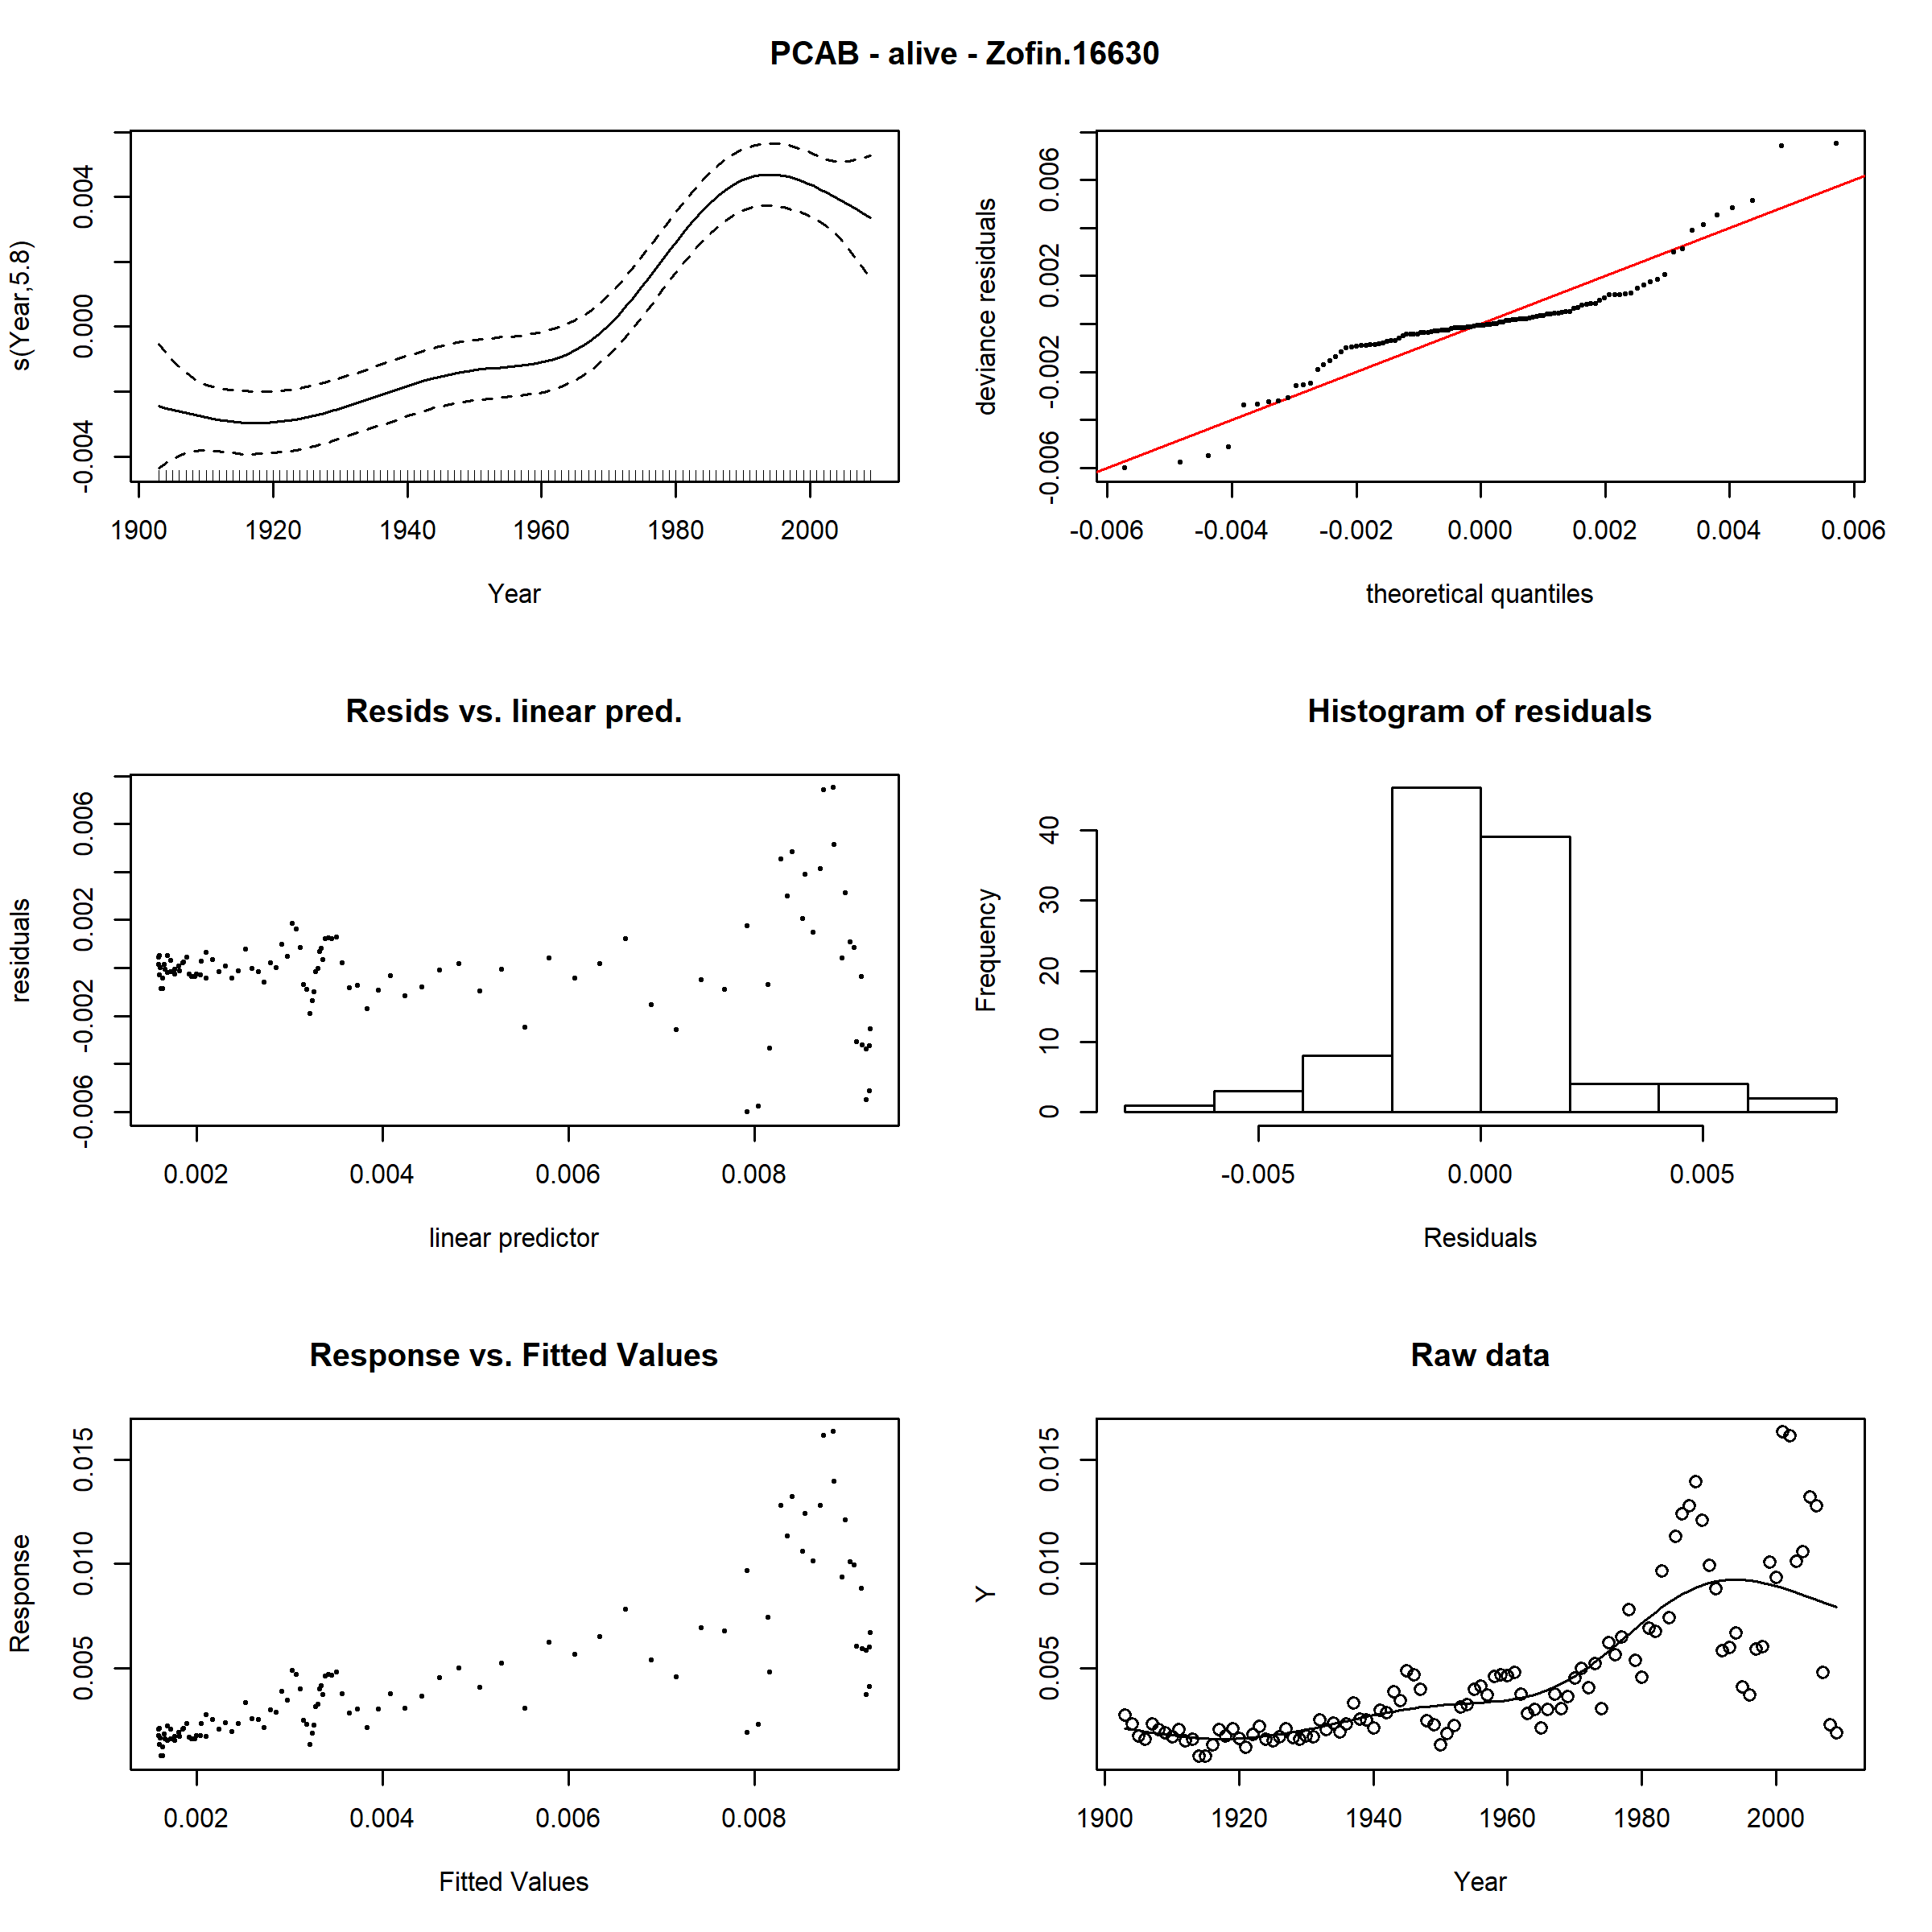 PCAB - alive - Zofin.16630
s(Year,5.8)
-0.004 0.000 0.004
1900 1920 1940 1960 1980 2000
Year
deviance residuals
-0.006 -0.002 0.002 0.006
-0.006 -0.004 -0.002 0.000 0.002 0.004 0.006
theoretical quantiles
Resids vs. linear pred.
residuals
-0.006 -0.002 0.002 0.006
0.002 0.004 0.006 0.008
linear predictor
Histogram of residuals
Frequency
0 10 20 30 40
-0.005 0.000 0.005
Residuals
Response vs. Fitted Values
Response
0.005 0.010 0.015
0.002 0.004 0.006 0.008
Fitted Values
Raw data
Y
0.005 0.010 0.015
1900 1920 1940 1960 1980 2000
Year